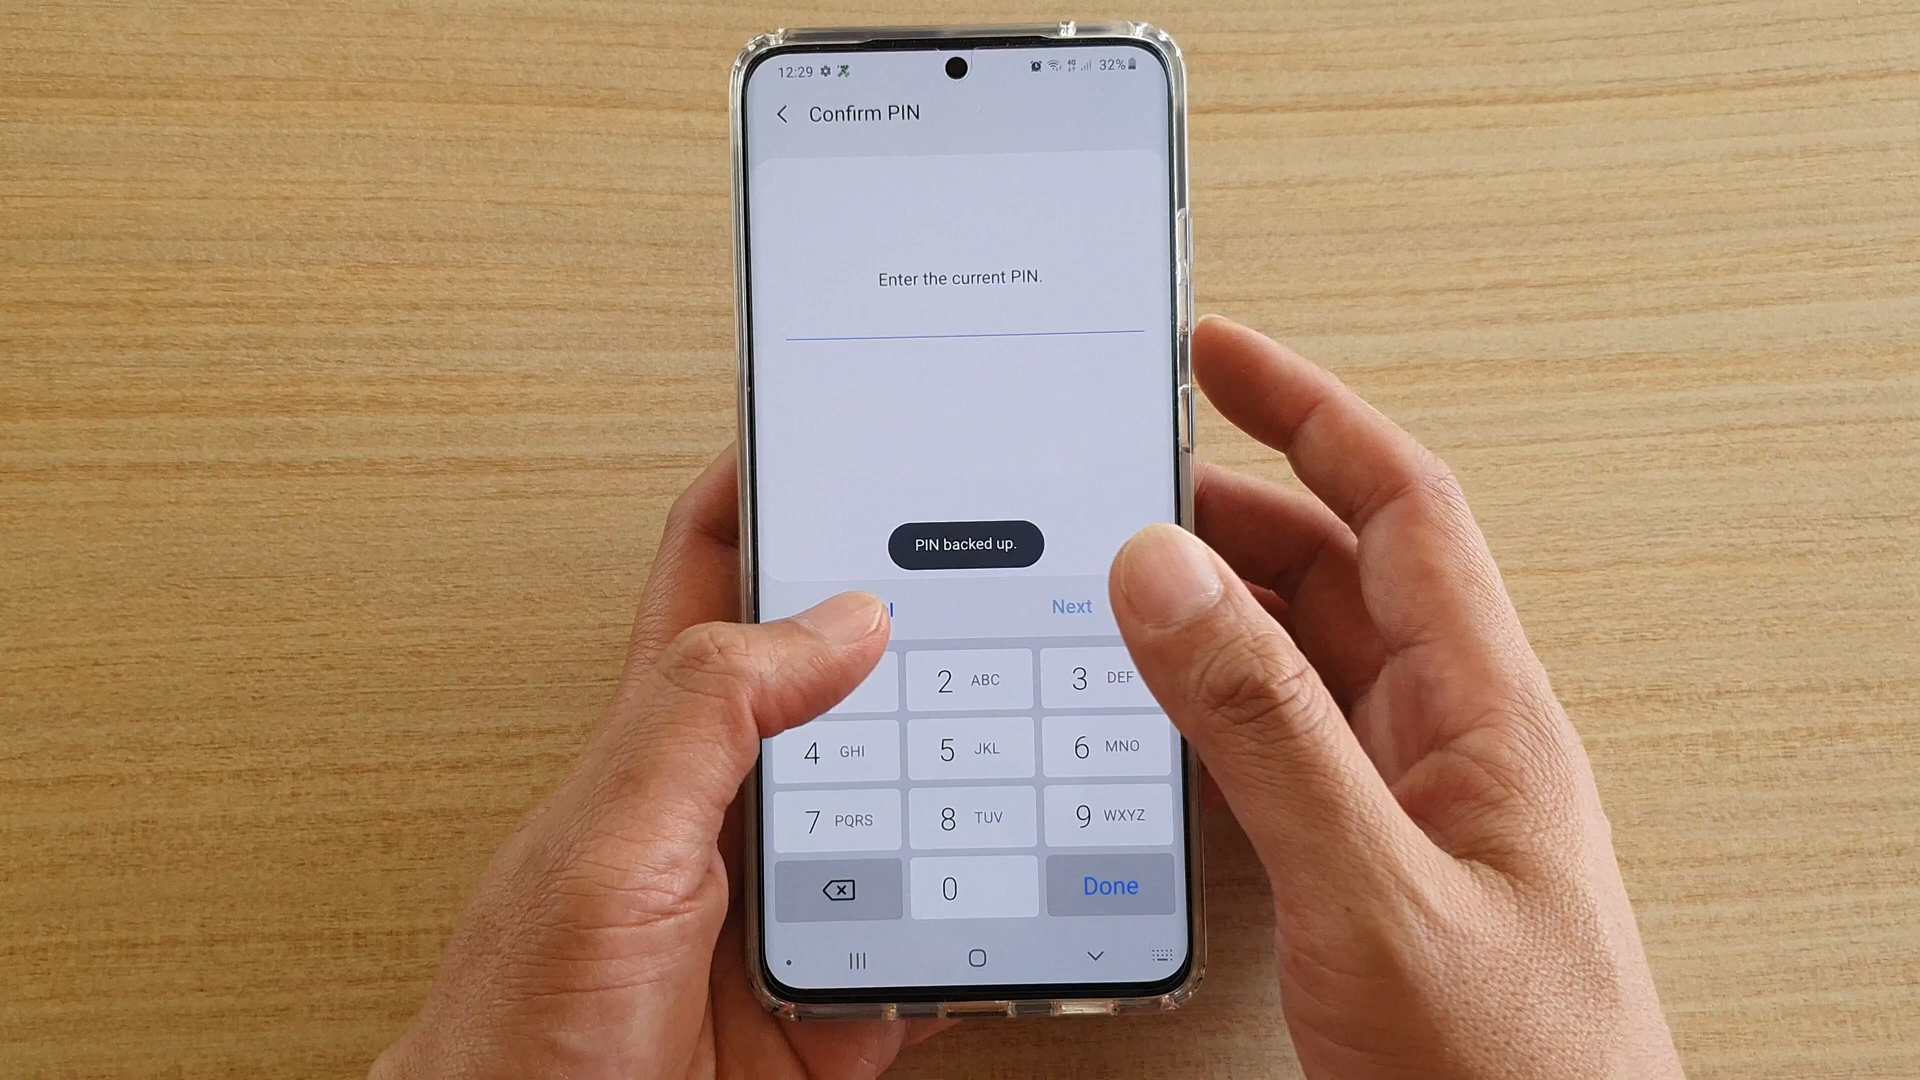 12:29
4G
32%
Confirm PIN
Enter the current PIN.
PIN backed up.
Next
2 ABC
3 DEF
4 GHI
5 JKL
6 MNO
7 PQRS
8 TUV
9 WXYZ
0
Done